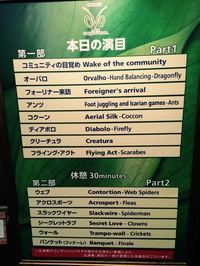 本日の演目
第一部 Part1
コミュニティの目覚め Wake of the community
オーバロ Orvalho -Hand Balancing- Dragonfly
フォーリナー来訪 Foreigner's arrival
アンツ Foot juggling and Icarian games - Ants
コクーン Aerial Silk -Coccon
ディアボロ Diabolo - Firefly
クリーチュラ Creatura
フライング・アクト Flying Act -Scarabes
休憩 30minutes
第二部 Part2
ウェブ Contortion - Web Spiders
アクロスポーツ Acrosport - Fleas
スラックワイヤー Slackwire - Spiderman
シークレットラブ Secret Love - Clowns
ウォール Trampo-wall - Crickets
バンケット(フィナーレ) Banquet - Finale